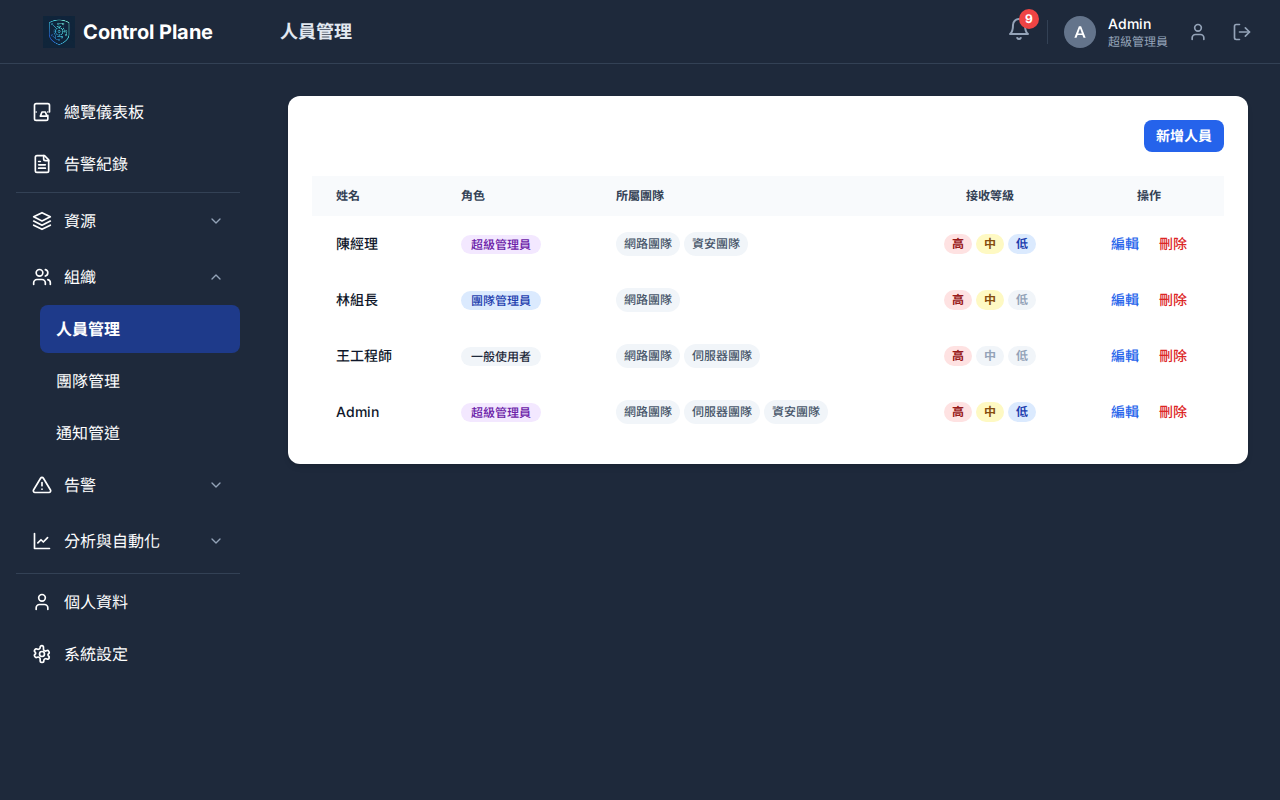 Control Plane
人員管理
9
A
Admin
超級管理員
總覽儀表板
告警紀錄
資源
組織
人員管理
團隊管理
通知管道
告警
分析與自動化
個人資料
系統設定
新增人員
姓名 角色 所屬團隊 接收等級 操作
陳經理 超級管理員 網路團隊 資安團隊 高 中 低 編輯 刪除
林組長 團隊管理員 網路團隊 高 中 低 編輯 刪除
王工程師 一般使用者 網路團隊 伺服器團隊 高 中 低 編輯 刪除
Admin 超級管理員 網路團隊 伺服器團隊 資安團隊 高 中 低 編輯 刪除